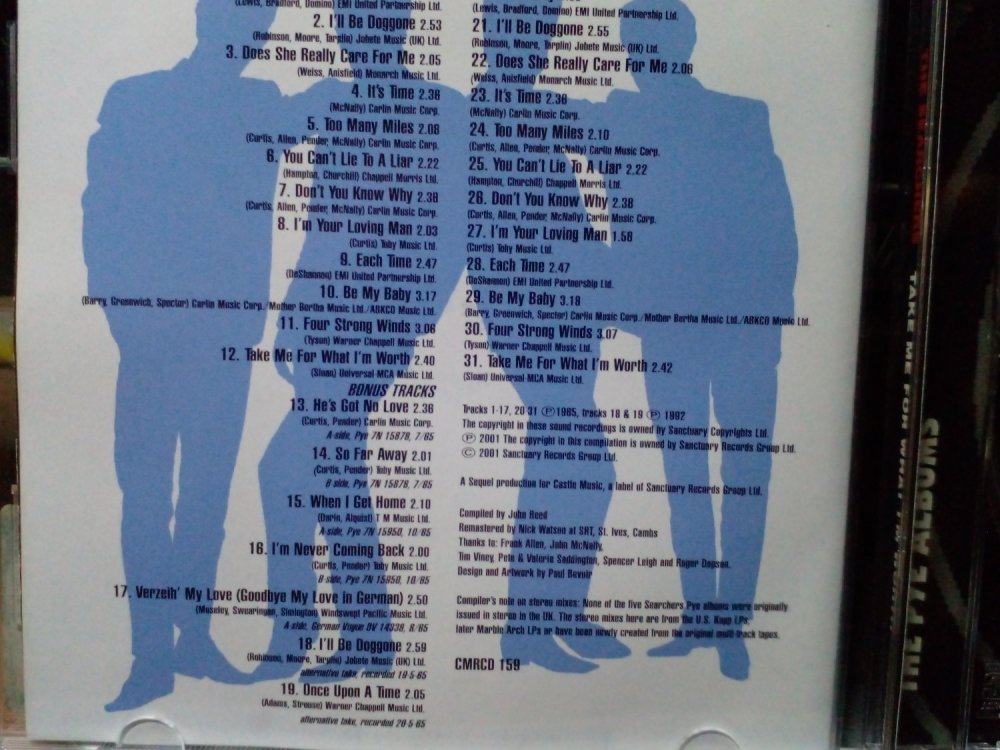 (Lewis, Bradford, Domino) EMI United Partnership Ltd.
2. I'll Be Doggone 2.53
(Robinson, Moore, Tarplin) Jobete Music (UK) Ltd.
3. Does She Really Care For Me 2.05
(Weiss, Anisfield) Monarch Music Ltd.
4. It's Time 2.36
(McNally) Carlin Music Corp.
5. Too Many Miles 2.08
(Curtis, Allen, Pender, McNally) Carlin Music Corp.
6. You Can't Lie To A Liar 2.22
(Hampton, Churchill) Chappell Morris Ltd.
7. Don't You Know Why 2.38
(Curtis, Allen, Pender, McNally) Carlin Music Corp.
8. I'm Your Loving Man 2.03
(Curtis) Toby Music Ltd.
9. Each Time 2.47
(DeShannon) EMI United Partnership Ltd.
10. Be My Baby 3.17
(Barry, Greenwich, Spector) Carlin Music Corp./Mother Bertha Music Ltd./ABKCO Music Ltd.
11. Four Strong Winds 3.06
(Tyson) Warner Chappell Music Ltd.
12. Take Me For What I'm Worth 2.40
(Sloan) Universal-MCA Music Ltd.
BONUS TRACKS
13. He's Got No Love 2.36
(Curtis, Pender) Carlin Music Corp.
A-side, Pye 7N 15878, 7/65
14. So Far Away 2.01
(Curtis, Pender) Toby Music Ltd.
B-side, Pye 7N 15878, 7/65
15. When I Get Home 2.10
(Darin, Alquist) T M Music Ltd.
A-side, Pye 7N 15950, 10/65
16. I'm Never Coming Back 2.00
(Curtis, Pender) Toby Music Ltd.
B-side, Pye 7N 15950, 10/65
17. Verzeih' My Love (Goodbye My Love in German) 2.50
(Moseley, Swearingen, Simington) Windswept Pacific Music Ltd.
A-side, German Vogue DV 14338, 8/65
18. I'll Be Doggone 2.59
(Robinson, Moore, Tarplin) Jobete Music (UK) Ltd.
alternative take, recorded 19-5-65
19. Once Upon A Time 2.05
(Adams, Strouse) Warner Chappell Music Ltd.
alternative take, recorded 20-5-65
(Lewis, Bradford, Domino) EMI United Partnership Ltd.
21. I'll Be Doggone 2.55
(Robinson, Moore, Tarplin) Jobete Music (UK) Ltd.
22. Does She Really Care For Me 2.06
(Weiss, Anisfield) Monarch Music Ltd.
23. It's Time 2.36
(McNally) Carlin Music Corp.
24. Too Many Miles 2.10
(Curtis, Allen, Pender, McNally) Carlin Music Corp.
25. You Can't Lie To A Liar 2.22
(Hampton, Churchill) Chappell Morris Ltd.
26. Don't You Know Why 2.38
(Curtis, Allen, Pender, McNally) Carlin Music Corp.
27. I'm Your Loving Man 1.58
(Curtis) Toby Music Ltd.
28. Each Time 2.47
(DeShannon) EMI United Partnership Ltd.
29. Be My Baby 3.18
(Barry, Greenwich, Spector) Carlin Music Corp./Mother Bertha Music Ltd./ABKCO Music Ltd.
30. Four Strong Winds 3.07
(Tyson) Warner Chappell Music Ltd.
31. Take Me For What I'm Worth 2.42
(Sloan) Universal-MCA Music Ltd.
Tracks 1-17, 20-31 Ⓟ1965, tracks 18 & 19 Ⓟ 1992
The copyright in these sound recordings is owned by Sanctuary Copyrights Ltd.
Ⓟ 2001 The copyright in this compilation is owned by Sanctuary Records Group Ltd.
© 2001 Sanctuary Records Group Ltd.
A Sequel production for Castle Music, a label of Sanctuary Records Group Ltd.
Compiled by John Reed
Remastered by Nick Watson at SRT, St. Ives, Cambs
Thanks to: Frank Allen, John McNally,
Tim Viney, Pete & Valerie Saddington, Spencer Leigh and Roger Dopson.
Design and Artwork by Paul Bevoir
Compiler's note on stereo mixes: None of the five Searchers Pye albums were originally
issued in stereo in the UK. The stereo mixes here are from the U.S. Kapp LPs,
later Marble Arch LPs or have been newly created from the original multi-track tapes.
CMRCD 159
TAKE ME FOR WHAT I'M WORTH
THE PYE ALBUMS